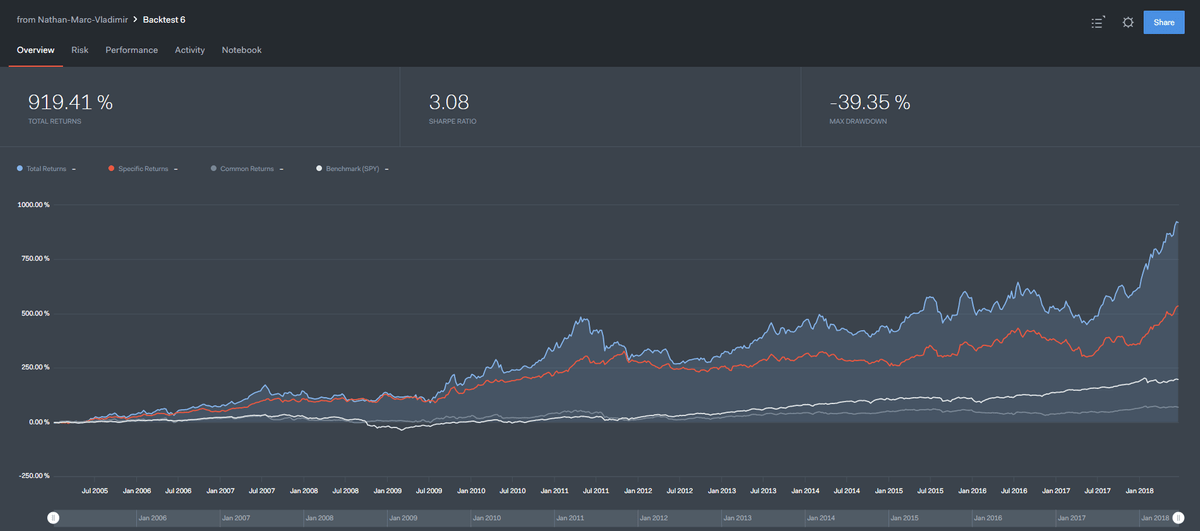 from Nathan-Marc-Vladimir > Backtest 6
Share
Overview Risk Performance Activity Notebook
919.41 % 3.08 -39.35 %
TOTAL RETURNS SHARPE RATIO MAX DRAWDOWN
Total Returns – Specific Returns – Common Returns – Benchmark (SPY) –
1000.00 %
750.00 %
500.00 %
250.00 %
0.00 %
-250.00 %
Jul 2005 Jan 2006 Jul 2006 Jan 2007 Jul 2007 Jan 2008 Jul 2008 Jan 2009 Jul 2009 Jan 2010 Jul 2010 Jan 2011 Jul 2011 Jan 2012 Jul 2012 Jan 2013 Jul 2013 Jan 2014 Jul 2014 Jan 2015 Jul 2015 Jan 2016 Jul 2016 Jan 2017 Jul 2017 Jan 2018
Jan 2006 Jan 2007 Jan 2008 Jan 2009 Jan 2010 Jan 2011 Jan 2012 Jan 2013 Jan 2014 Jan 2015 Jan 2016 Jan 2017 Jan 2018